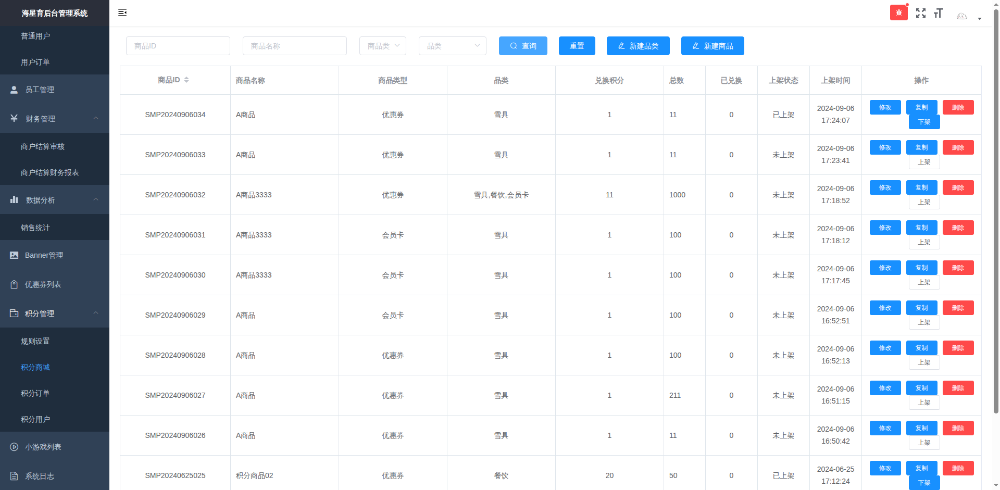 海星育后台管理系统
普通用户
用户订单
员工管理
财务管理
商户结算审核
商户结算财务报表
数据分析
销售统计
Banner管理
优惠券列表
积分管理
规则设置
积分商城
积分订单
积分用户
小游戏列表
系统日志
商品ID 商品名称 商品类 品类 查询 重置 新建品类 新建商品
商品ID 商品名称 商品类型 品类 兑换积分 总数 已兑换 上架状态 上架时间 操作
SMP20240906034 A商品 优惠券 雪具 1 11 0 已上架 2024-09-06 17:24:07 修改 复制 删除 下架
SMP20240906033 A商品 优惠券 雪具 1 11 0 未上架 2024-09-06 17:23:41 修改 复制 删除 上架
SMP20240906032 A商品3333 优惠券 雪具,餐饮,会员卡 11 1000 0 未上架 2024-09-06 17:18:52 修改 复制 删除 上架
SMP20240906031 A商品3333 会员卡 雪具 1 100 0 未上架 2024-09-06 17:18:12 修改 复制 删除 上架
SMP20240906030 A商品3333 会员卡 雪具 1 100 0 未上架 2024-09-06 17:17:45 修改 复制 删除 上架
SMP20240906029 A商品 会员卡 雪具 1 100 0 未上架 2024-09-06 16:52:51 修改 复制 删除 上架
SMP20240906028 A商品 优惠券 雪具 1 100 0 未上架 2024-09-06 16:52:13 修改 复制 删除 上架
SMP20240906027 A商品 优惠券 雪具 1 211 0 未上架 2024-09-06 16:51:15 修改 复制 删除 上架
SMP20240906026 A商品 优惠券 雪具 1 11 0 未上架 2024-09-06 16:50:42 修改 复制 删除 上架
SMP20240625025 积分商品02 优惠券 餐饮 20 50 0 已上架 2024-06-25 17:12:24 修改 复制 删除 下架